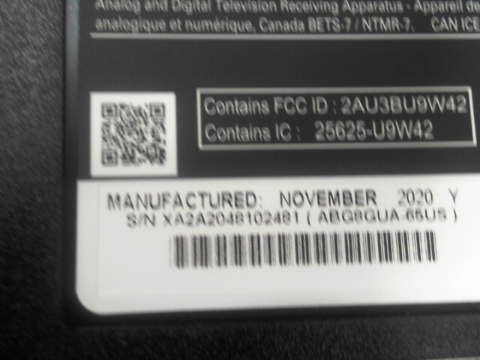 Analog and Digital Television Receiving Apparatus - Appareil de
analogique et numérique, Canada BETS-7 / NTMR-7. CAN ICE
Contains FCC ID : 2AU3BU9W42
Contains IC : 25625-U9W42
MANUFACTURED: NOVEMBER 2020 Y
S/N XA2A2048102481 ( ABG8GUA-65US )